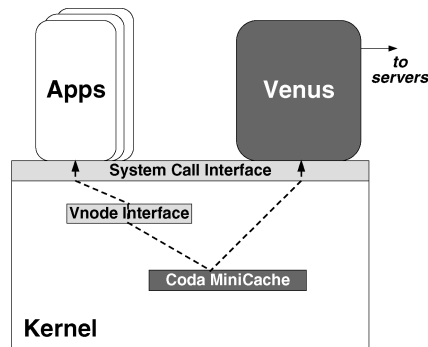 Apps
Venus
to
servers
System Call Interface
Vnode Interface
Coda MiniCache
Kernel